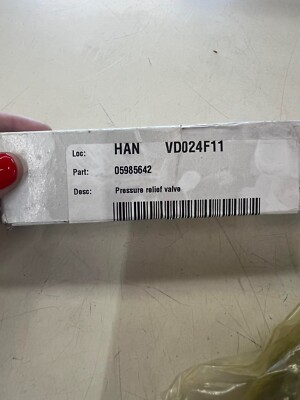 Loc: HAN VD024F11
Part: 05985642
Desc: Pressure relief valve